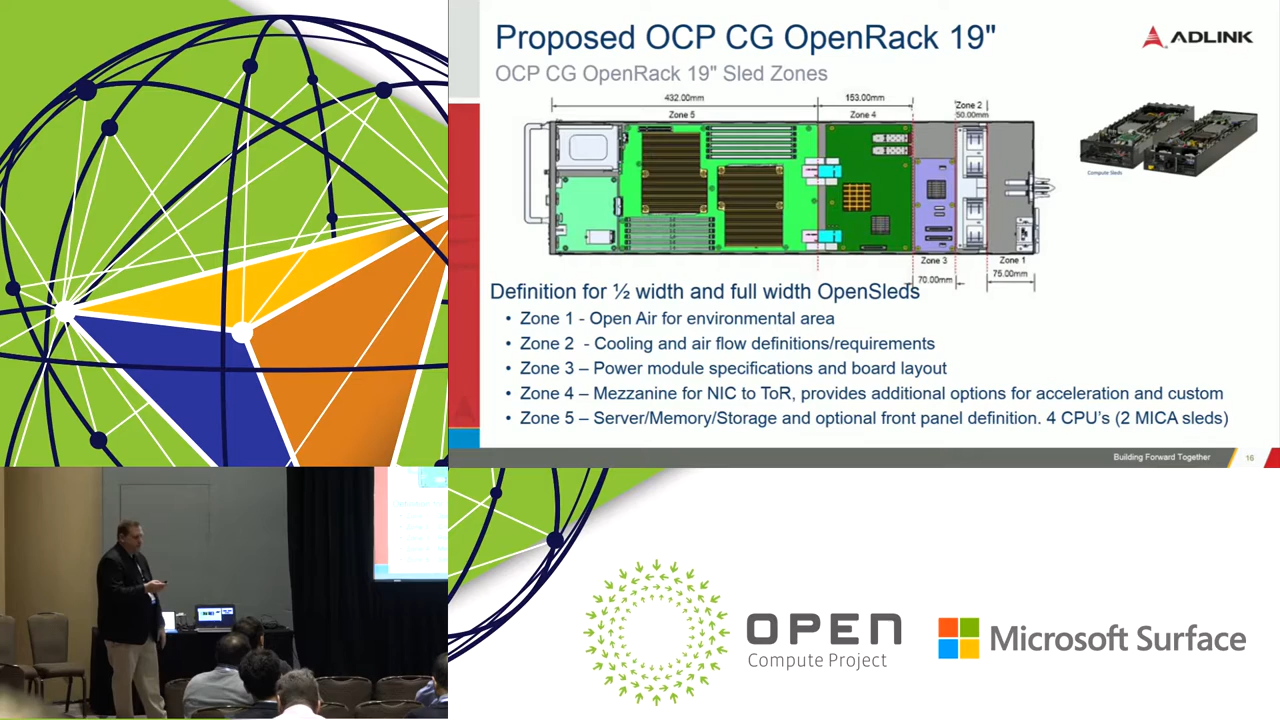 Proposed OCP CG OpenRack 19"
ADLINK
OCP CG OpenRack 19" Sled Zones
432.00mm
153.00mm
Zone 2
50.00mm
Zone 5
Zone 4
Compute Sleds
Zone 3
Zone 1
70.00mm
75.00mm
Definition for ½ width and full width OpenSleds
• Zone 1 - Open Air for environmental area
• Zone 2 - Cooling and air flow definitions/requirements
• Zone 3 – Power module specifications and board layout
• Zone 4 – Mezzanine for NIC to ToR, provides additional options for acceleration and custom
• Zone 5 – Server/Memory/Storage and optional front panel definition. 4 CPU's (2 MICA sleds)
Building Forward Together
16
OPEN
Compute Project
Microsoft Surface